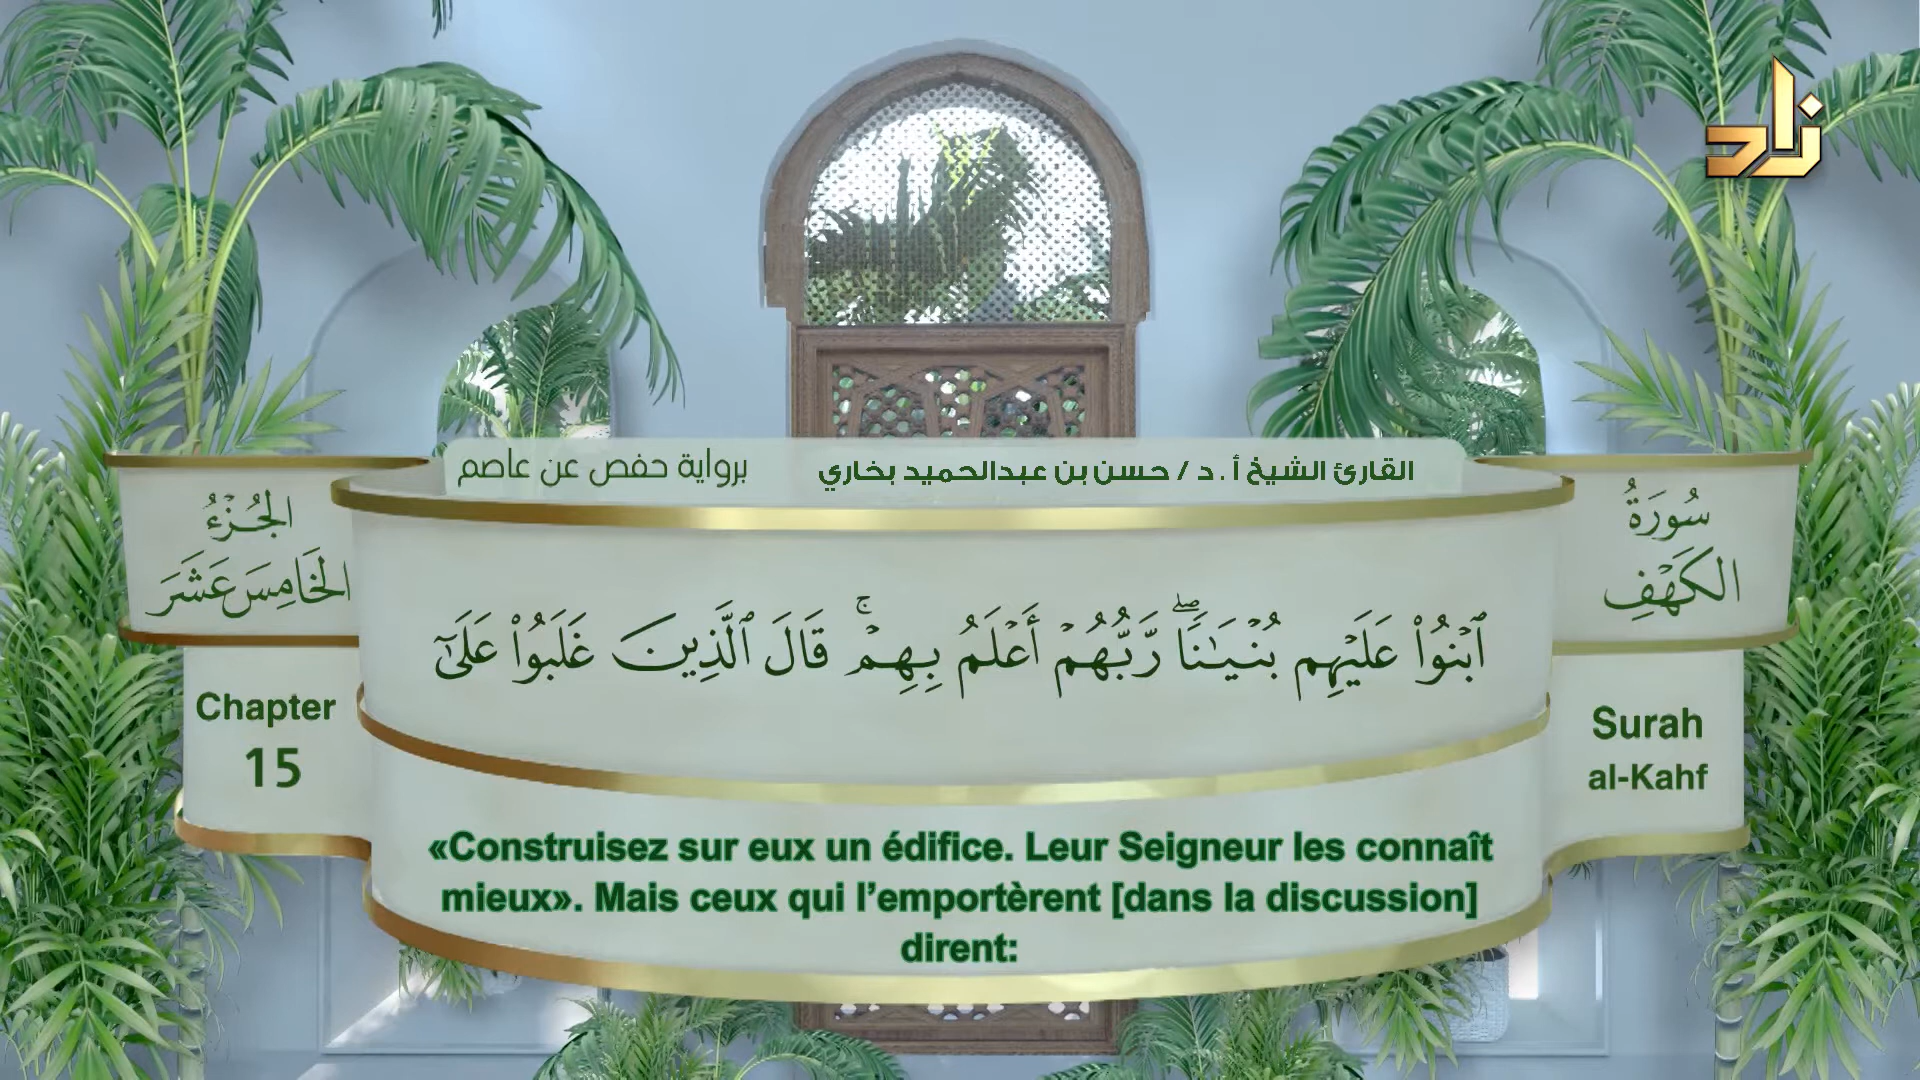 زاد
القارئ الشيخ أ . د / حسن بن عبدالحميد بخاري
برواية حفص عن عاصم
سُورَةُ
الكَهْفِ
الجُزْءُ
الخَامِسَ عَشَرَ
ٱبْنُوا۟ عَلَيْهِم بُنْيَـٰنًۭا ۖ رَّبُّهُمْ أَعْلَمُ بِهِمْ ۚ قَالَ ٱلَّذِينَ غَلَبُوا۟ عَلَىٰٓ
Chapter
15
Surah
al-Kahf
«Construisez sur eux un édifice. Leur Seigneur les connaît
mieux». Mais ceux qui l’emportèrent [dans la discussion]
dirent: